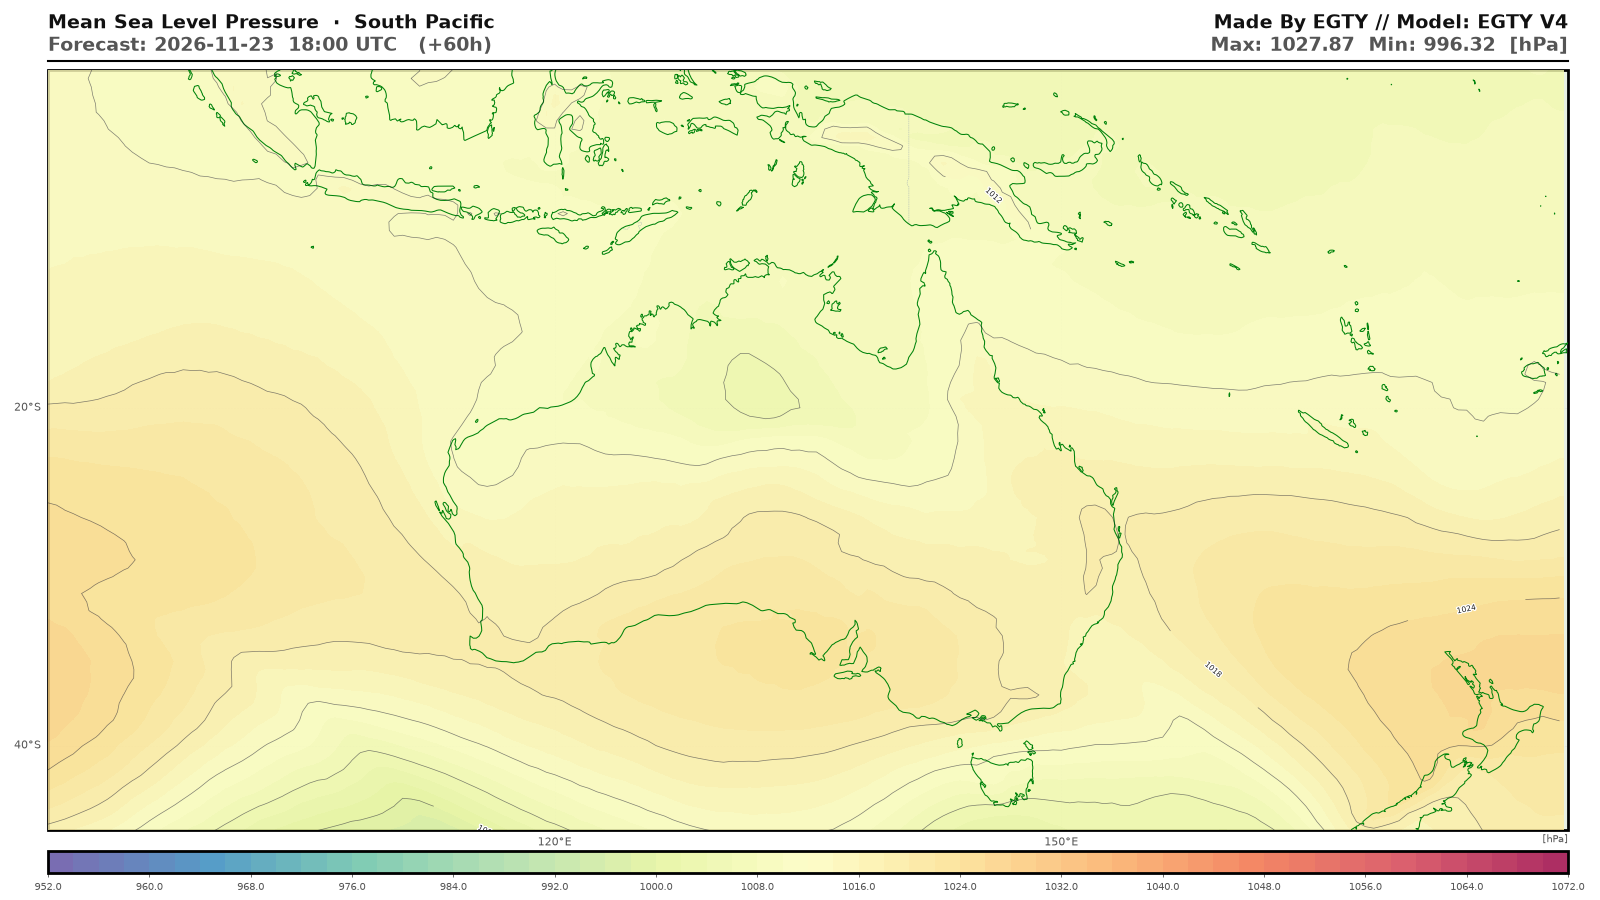 Mean Sea Level Pressure · South Pacific
Made By EGTY // Model: EGTY V4
Forecast: 2026-11-23 18:00 UTC (+60h)
Max: 1027.87 Min: 996.32 [hPa]
1012
20°S
1024
1018
40°S
120°E
150°E
[hPa]
952.0 960.0 968.0 976.0 984.0 992.0 1000.0 1008.0 1016.0 1024.0 1032.0 1040.0 1048.0 1056.0 1064.0 1072.0